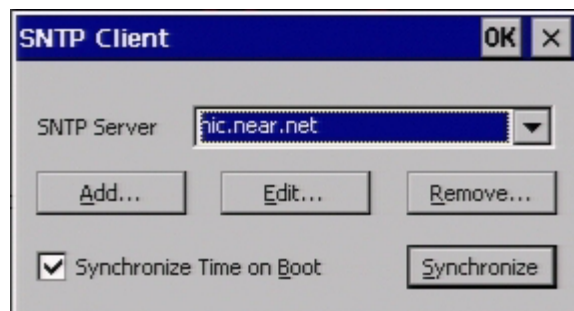 SNTP Client OK
SNTP Server nic.near.net
Add... Edit... Remove...
Synchronize Time on Boot Synchronize